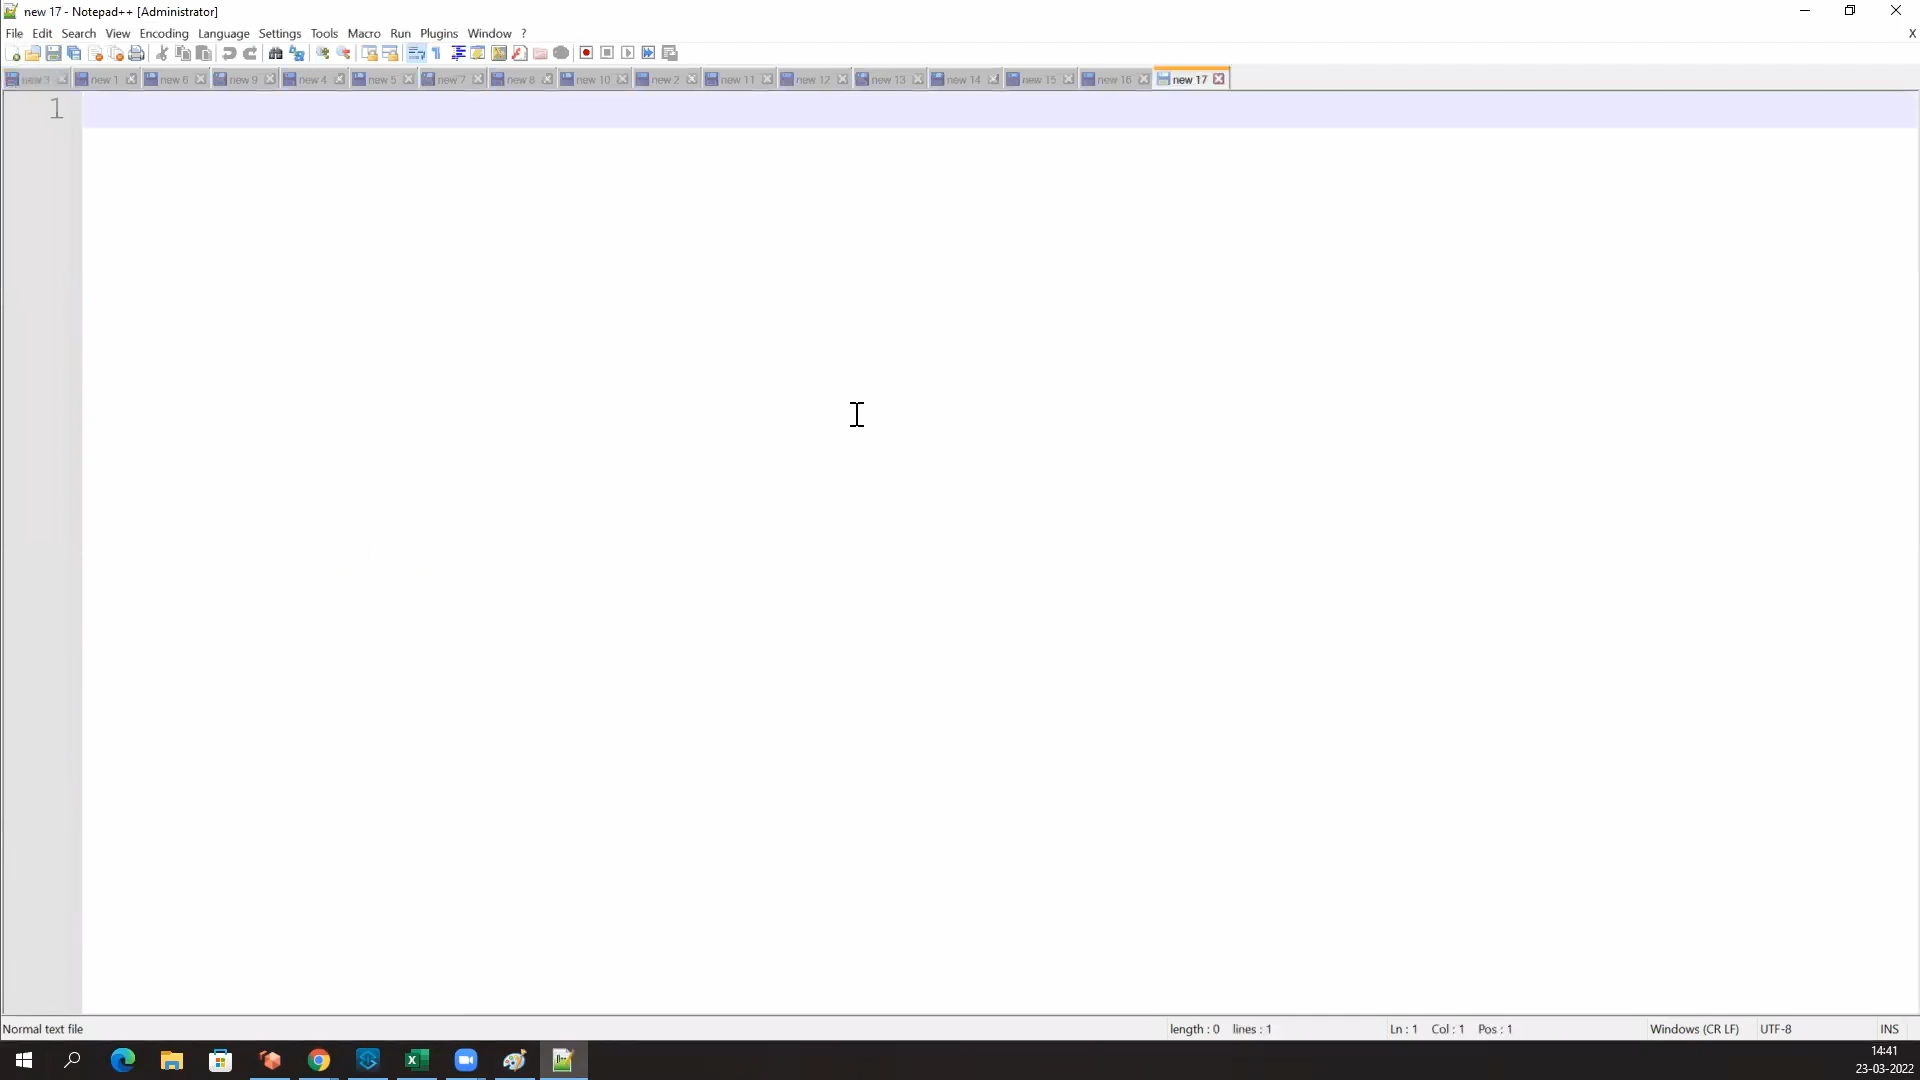 new 17 - Notepad++ [Administrator]
File Edit Search View Encoding Language Settings Tools Macro Run Plugins Window ? X
new 3 new 1 new 6 new 9 new 4 new 5 new 7 new 8 new 10 new 2 new 11 new 12 new 13 new 14 new 15 new 16 new 17
1
Normal text file length : 0 lines : 1 Ln : 1 Col : 1 Pos : 1 Windows (CR LF) UTF-8 INS
14:41
23-03-2022